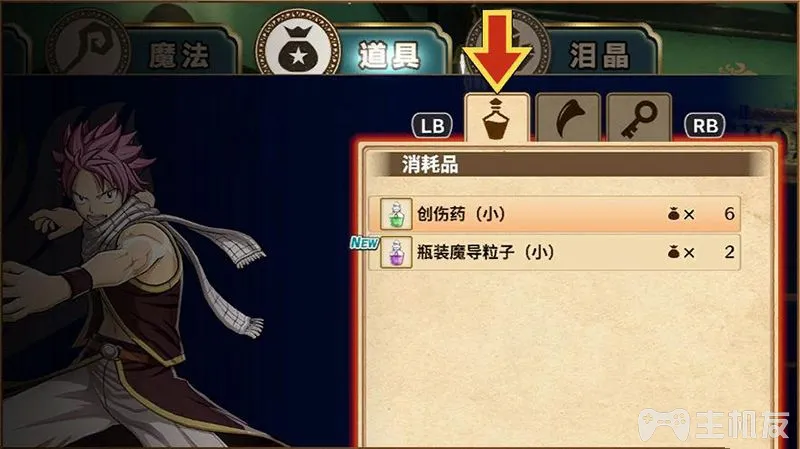 魔法 道具 泪晶
LB RB
消耗品
创伤药（小） × 6
NEW 瓶装魔导粒子（小） × 2
主机友